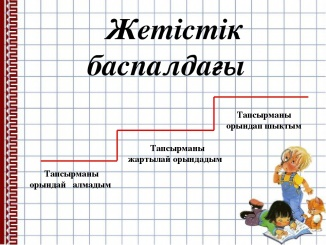 Жетістік
баспалдағы
Тапсырманы
орындап шықтым
Тапсырманы
жартылай орындадым
Тапсырманы
орындай алмадым